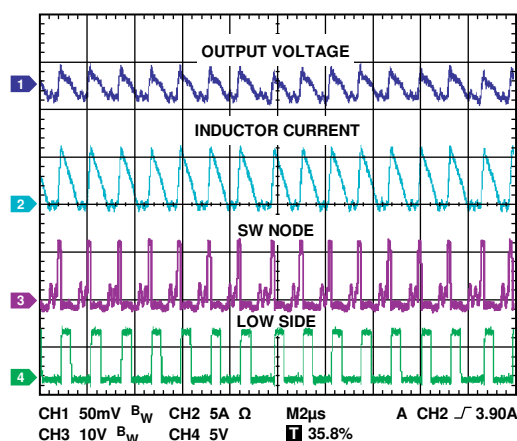 OUTPUT VOLTAGE
1
INDUCTOR CURRENT
2
SW NODE
3
LOW SIDE
4
CH1 50mV BW CH2 5A Ω M2µs A CH2 3.90A
CH3 10V BW CH4 5V T 35.8%